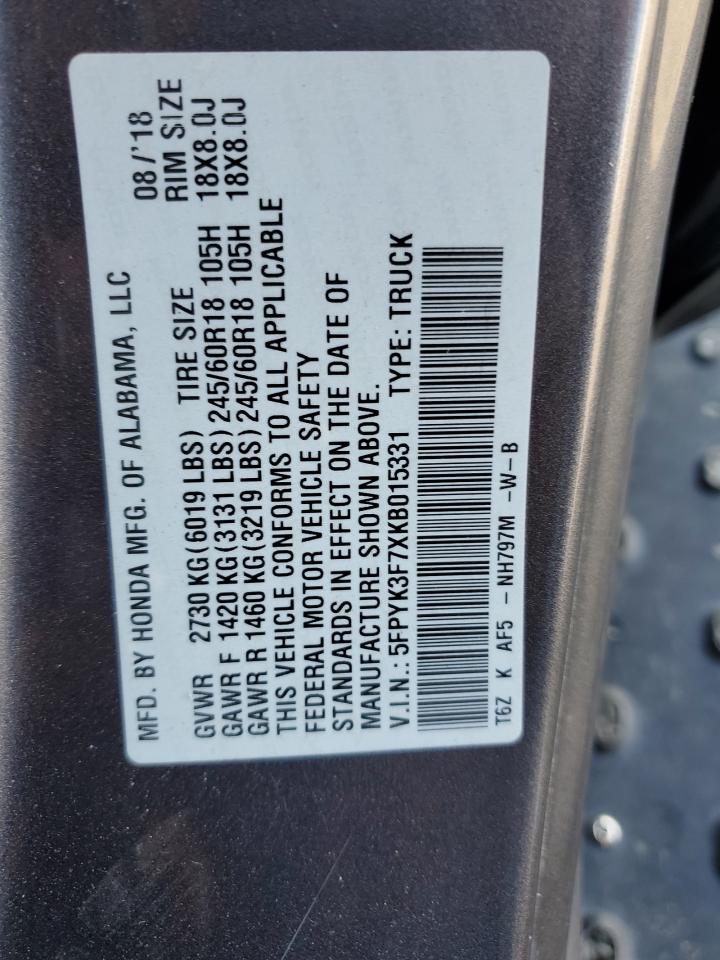 MFD. BY HONDA MFG. OF ALABAMA, LLC 08/'18
GVWR 2730 KG(6019 LBS) TIRE SIZE RIM SIZE
GAWR F 1420 KG(3131 LBS) 245/60R18 105H 18X8.0J
GAWR R 1460 KG(3219 LBS) 245/60R18 105H 18X8.0J
THIS VEHICLE CONFORMS TO ALL APPLICABLE
FEDERAL MOTOR VEHICLE SAFETY
STANDARDS IN EFFECT ON THE DATE OF
MANUFACTURE SHOWN ABOVE.
V.I.N.: 5FPYK3F7XKB015331 TYPE: TRUCK
T6Z K AF5 - NH797M -W-B